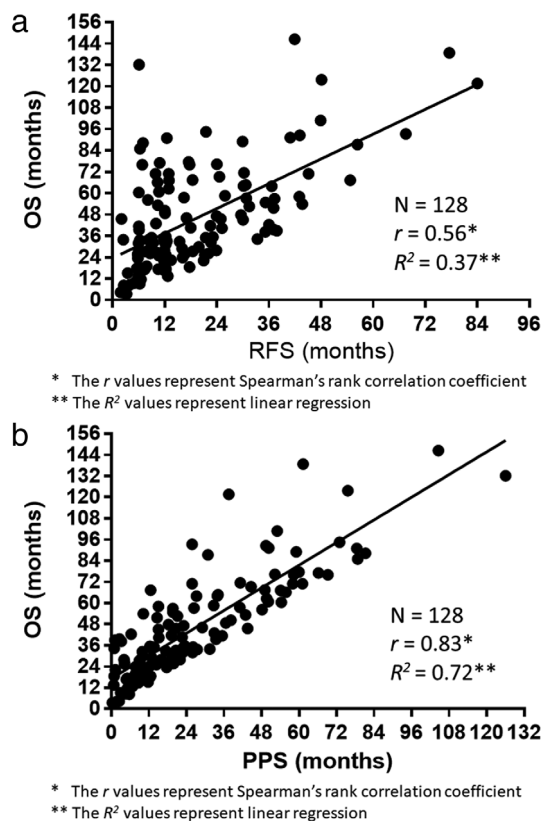 a
156
144
132
120
108
96
84
72
60
48
36
24
12
0
OS (months)
N = 128
r = 0.56*
R² = 0.37**
0 12 24 36 48 60 72 84 96
RFS (months)
* The r values represent Spearman's rank correlation coefficient
** The R² values represent linear regression
b
156
144
132
120
108
96
84
72
60
48
36
24
12
0
OS (months)
N = 128
r = 0.83*
R² = 0.72**
0 12 24 36 48 60 72 84 96 108 120 132
PPS (months)
* The r values represent Spearman's rank correlation coefficient
** The R² values represent linear regression